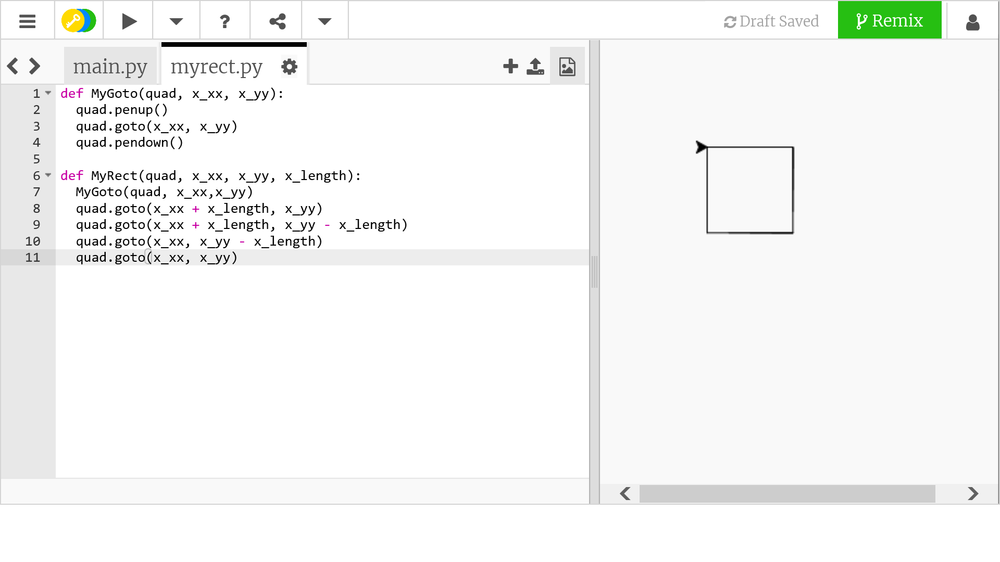 Draft Saved
Remix
main.py
myrect.py
1 def MyGoto(quad, x_xx, x_yy):
2   quad.penup()
3   quad.goto(x_xx, x_yy)
4   quad.pendown()
5
6 def MyRect(quad, x_xx, x_yy, x_length):
7   MyGoto(quad, x_xx,x_yy)
8   quad.goto(x_xx + x_length, x_yy)
9   quad.goto(x_xx + x_length, x_yy - x_length)
10   quad.goto(x_xx, x_yy - x_length)
11   quad.goto(x_xx, x_yy)